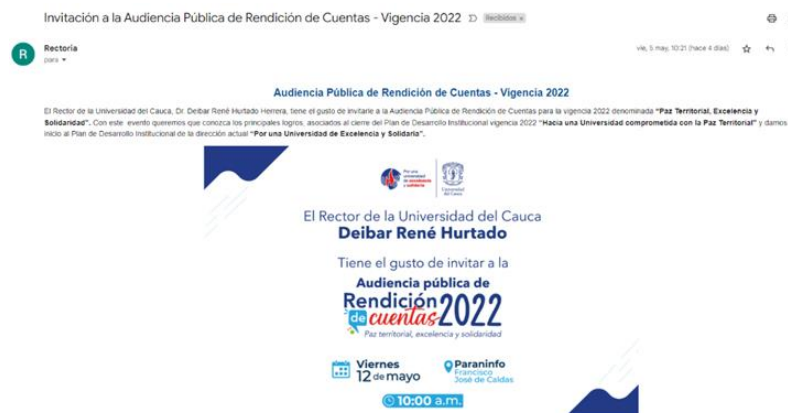 Invitación a la Audiencia Pública de Rendición de Cuentas - Vigencia 2022
Recibidos x
R
Rectoria
para
vie, 5 may, 10:21 (hace 4 días)
Audiencia Pública de Rendición de Cuentas - Vigencia 2022
El Rector de la Universidad del Cauca, Dr. Deibar René Hurtado Herrera, tiene el gusto de invitarle a la Audiencia Pública de Rendición de Cuentas para la vigencia 2022 denominada "Paz Territorial, Excelencia y
Solidaridad". Con este evento queremos que conozca los principales logros, asociados al cierre del Plan de Desarrollo Institucional vigencia 2022 "Hacia una Universidad comprometida con la Paz Territorial" y damos
inicio al Plan de Desarrollo Institucional de la dirección actual "Por una Universidad de Excelencia y Solidaria".
Por una
universidad
de excelencia
y solidaria
Universidad
del Cauca
El Rector de la Universidad del Cauca
Deibar René Hurtado
Tiene el gusto de invitar a la
Audiencia pública de
Rendición
de cuentas 2022
Paz territorial, excelencia y solidaridad
Viernes
12 de mayo
Paraninfo
Francisco
José de Caldas
10:00 a.m.